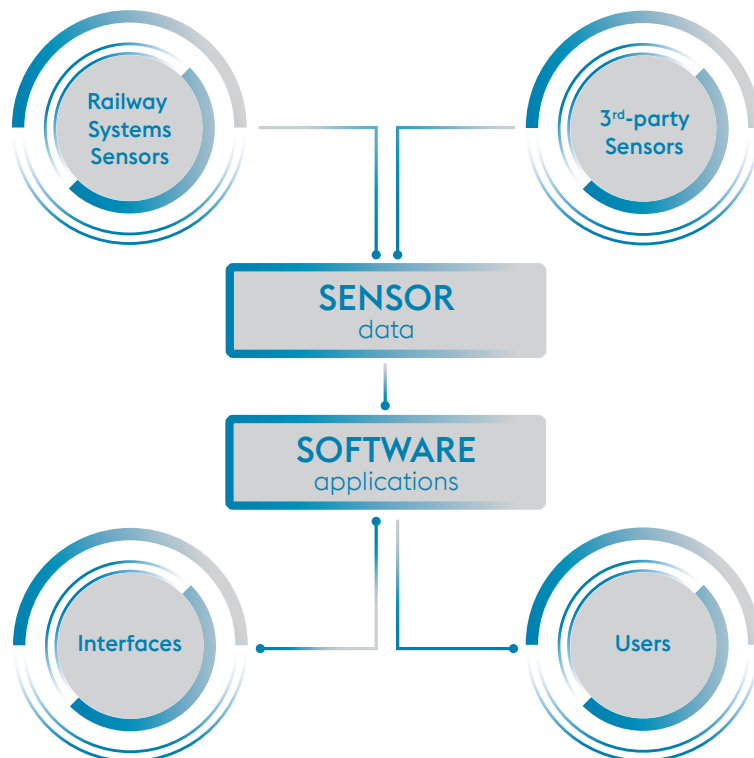 Railway
Systems
Sensors
3rd-party
Sensors
SENSOR
data
SOFTWARE
applications
Interfaces
Users